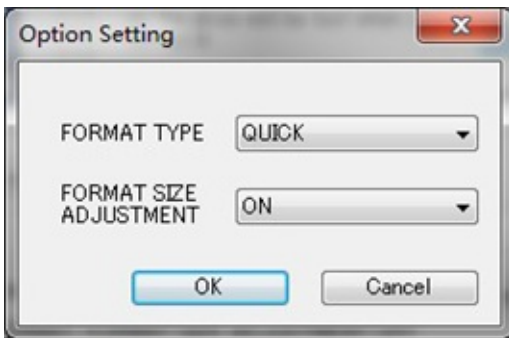 Option Setting
FORMAT TYPE
QUICK
FORMAT SIZE
ADJUSTMENT
ON
OK
Cancel